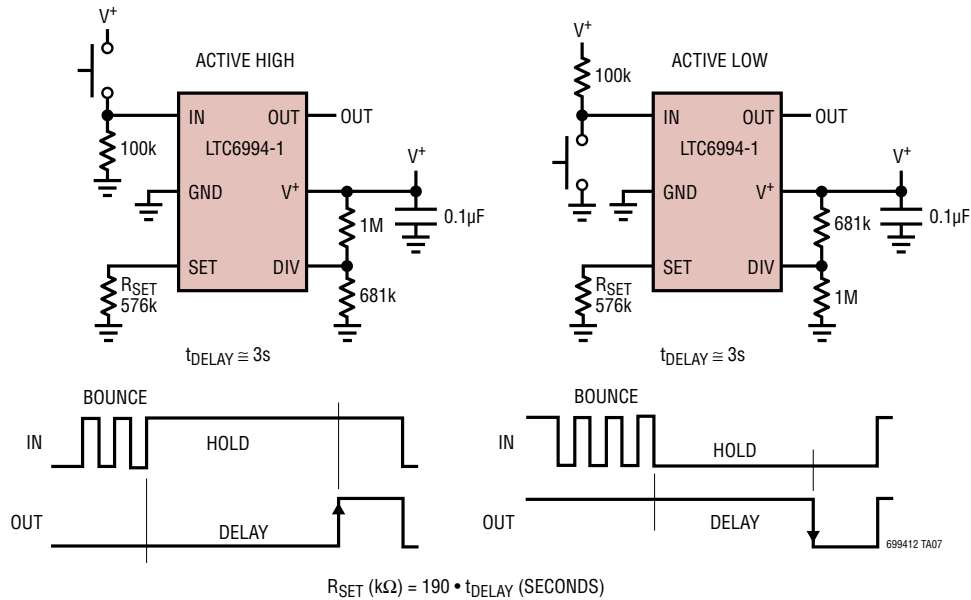 V+
ACTIVE HIGH
IN
OUT
OUT
LTC6994-1
100k
V+
GND
V+
1M
0.1µF
SET
DIV
RSET
576k
681k
tDELAY ≅ 3s
V+
100k
ACTIVE LOW
IN
OUT
OUT
LTC6994-1
V+
GND
V+
681k
0.1µF
SET
DIV
RSET
576k
1M
tDELAY ≅ 3s
BOUNCE
IN
HOLD
OUT
DELAY
BOUNCE
IN
HOLD
OUT
DELAY
699412 TA07
RSET (kΩ) = 190 • tDELAY (SECONDS)